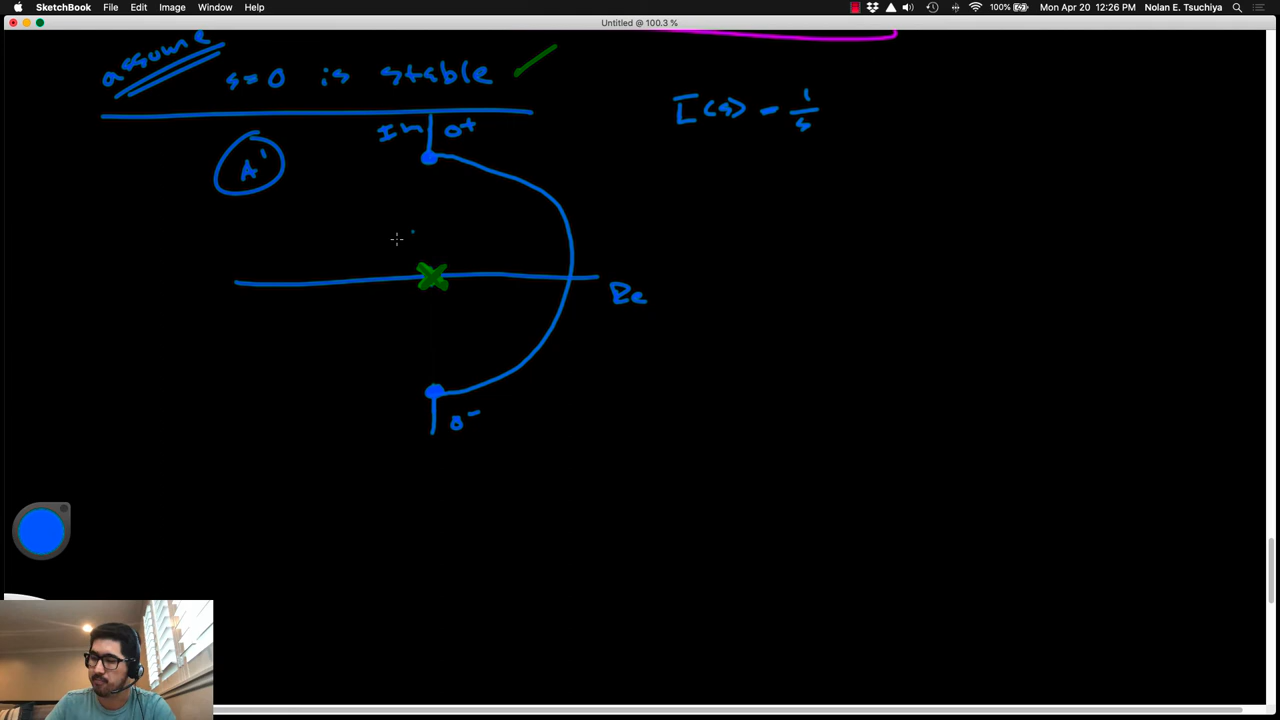 SketchBook File Edit Image Window Help 100% Mon Apr 20 12:26 PM Nolan E. Tsuchiya
Untitled @ 100.3 %
assume
s=0 is stable
L(s) = 1/s
Im 0+
A'
Re
0-